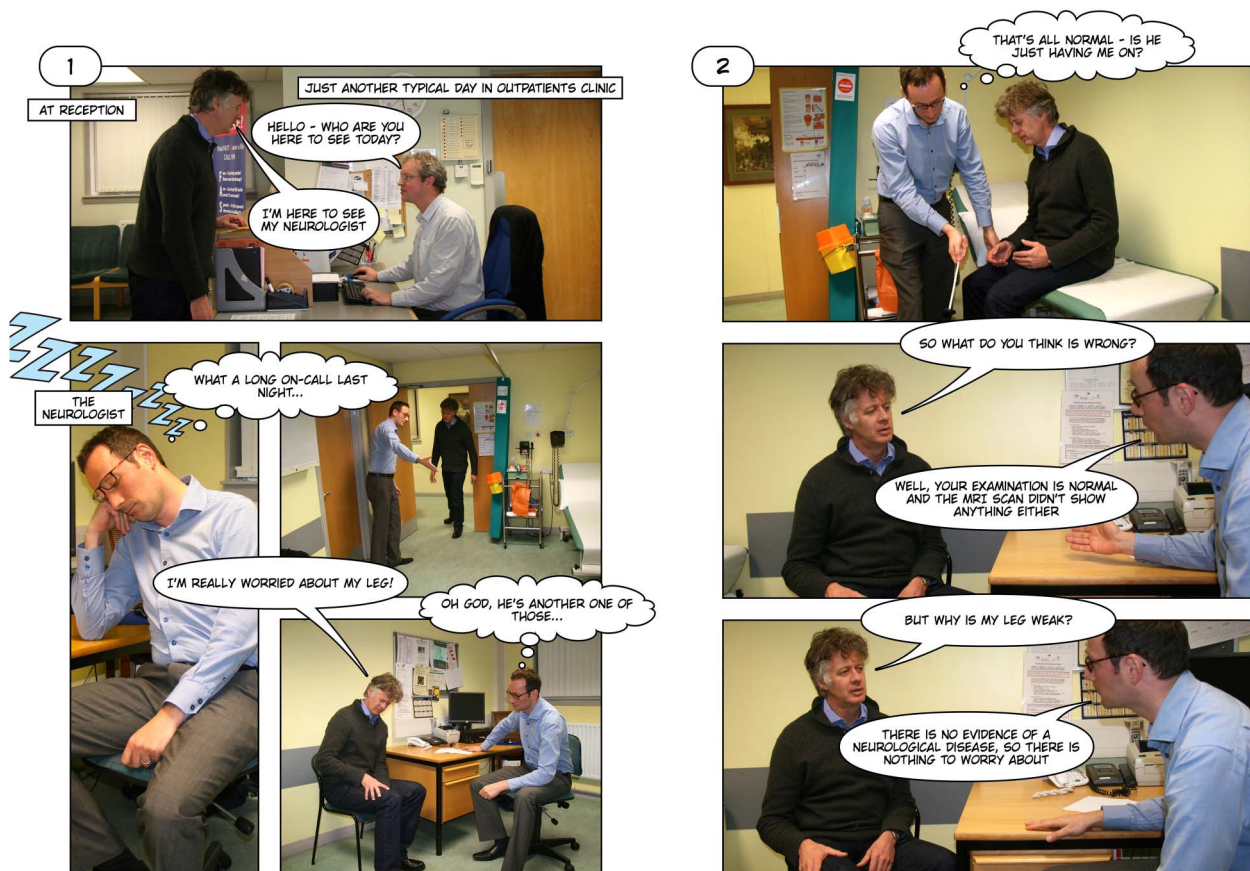 1
AT RECEPTION
JUST ANOTHER TYPICAL DAY IN OUTPATIENTS CLINIC
HELLO - WHO ARE YOU
HERE TO SEE TODAY?
I'M HERE TO SEE
MY NEUROLOGIST
F
A
S
ZZZZZZZZ
THE
NEUROLOGIST
WHAT A LONG ON-CALL LAST
NIGHT...
I'M REALLY WORRIED ABOUT MY LEG!
OH GOD, HE'S ANOTHER ONE OF
THOSE...
2
THAT'S ALL NORMAL - IS HE
JUST HAVING ME ON?
SO WHAT DO YOU THINK IS WRONG?
WELL, YOUR EXAMINATION IS NORMAL
AND THE MRI SCAN DIDN'T SHOW
ANYTHING EITHER
BUT WHY IS MY LEG WEAK?
THERE IS NO EVIDENCE OF A
NEUROLOGICAL DISEASE, SO THERE IS
NOTHING TO WORRY ABOUT